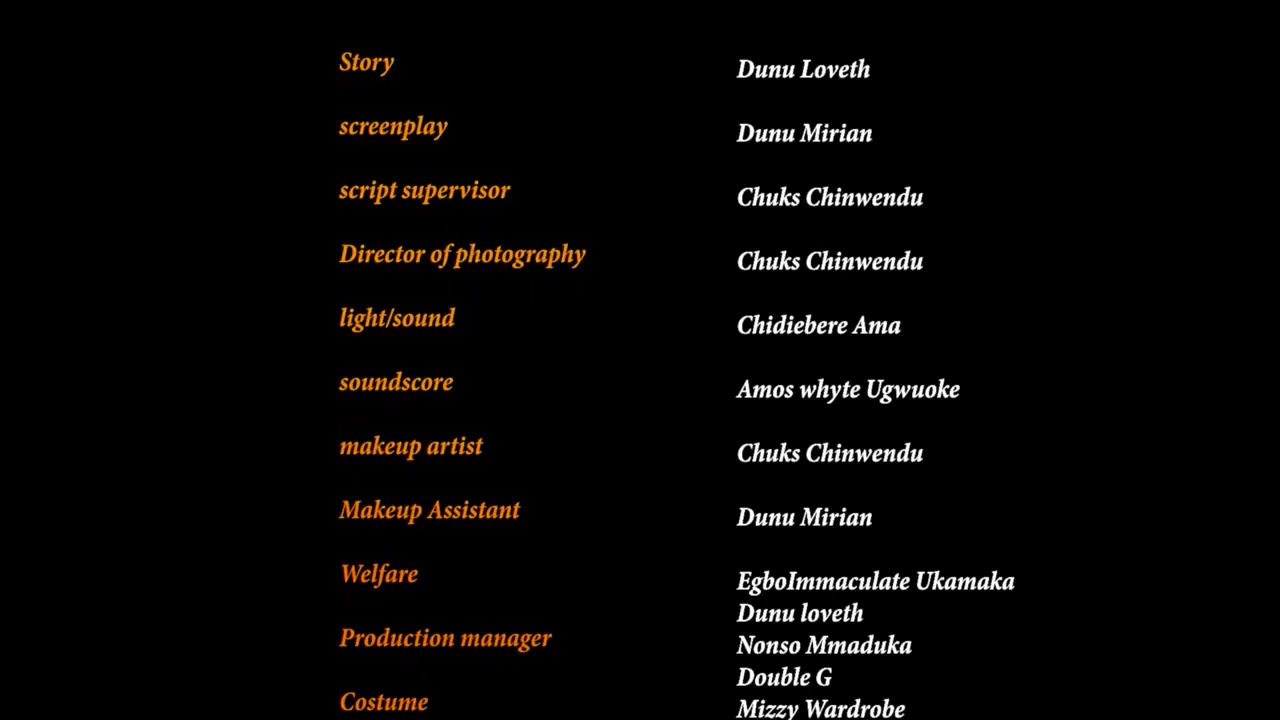 Story Dunu Loveth
screenplay Dunu Mirian
script supervisor Chuks Chinwendu
Director of photography Chuks Chinwendu
light/sound Chidiebere Ama
soundscore Amos whyte Ugwuoke
makeup artist Chuks Chinwendu
Makeup Assistant Dunu Mirian
Welfare EgboImmaculate Ukamaka
Dunu loveth
Production manager Nonso Mmaduka
Double G
Costume Mizzy Wardrobe